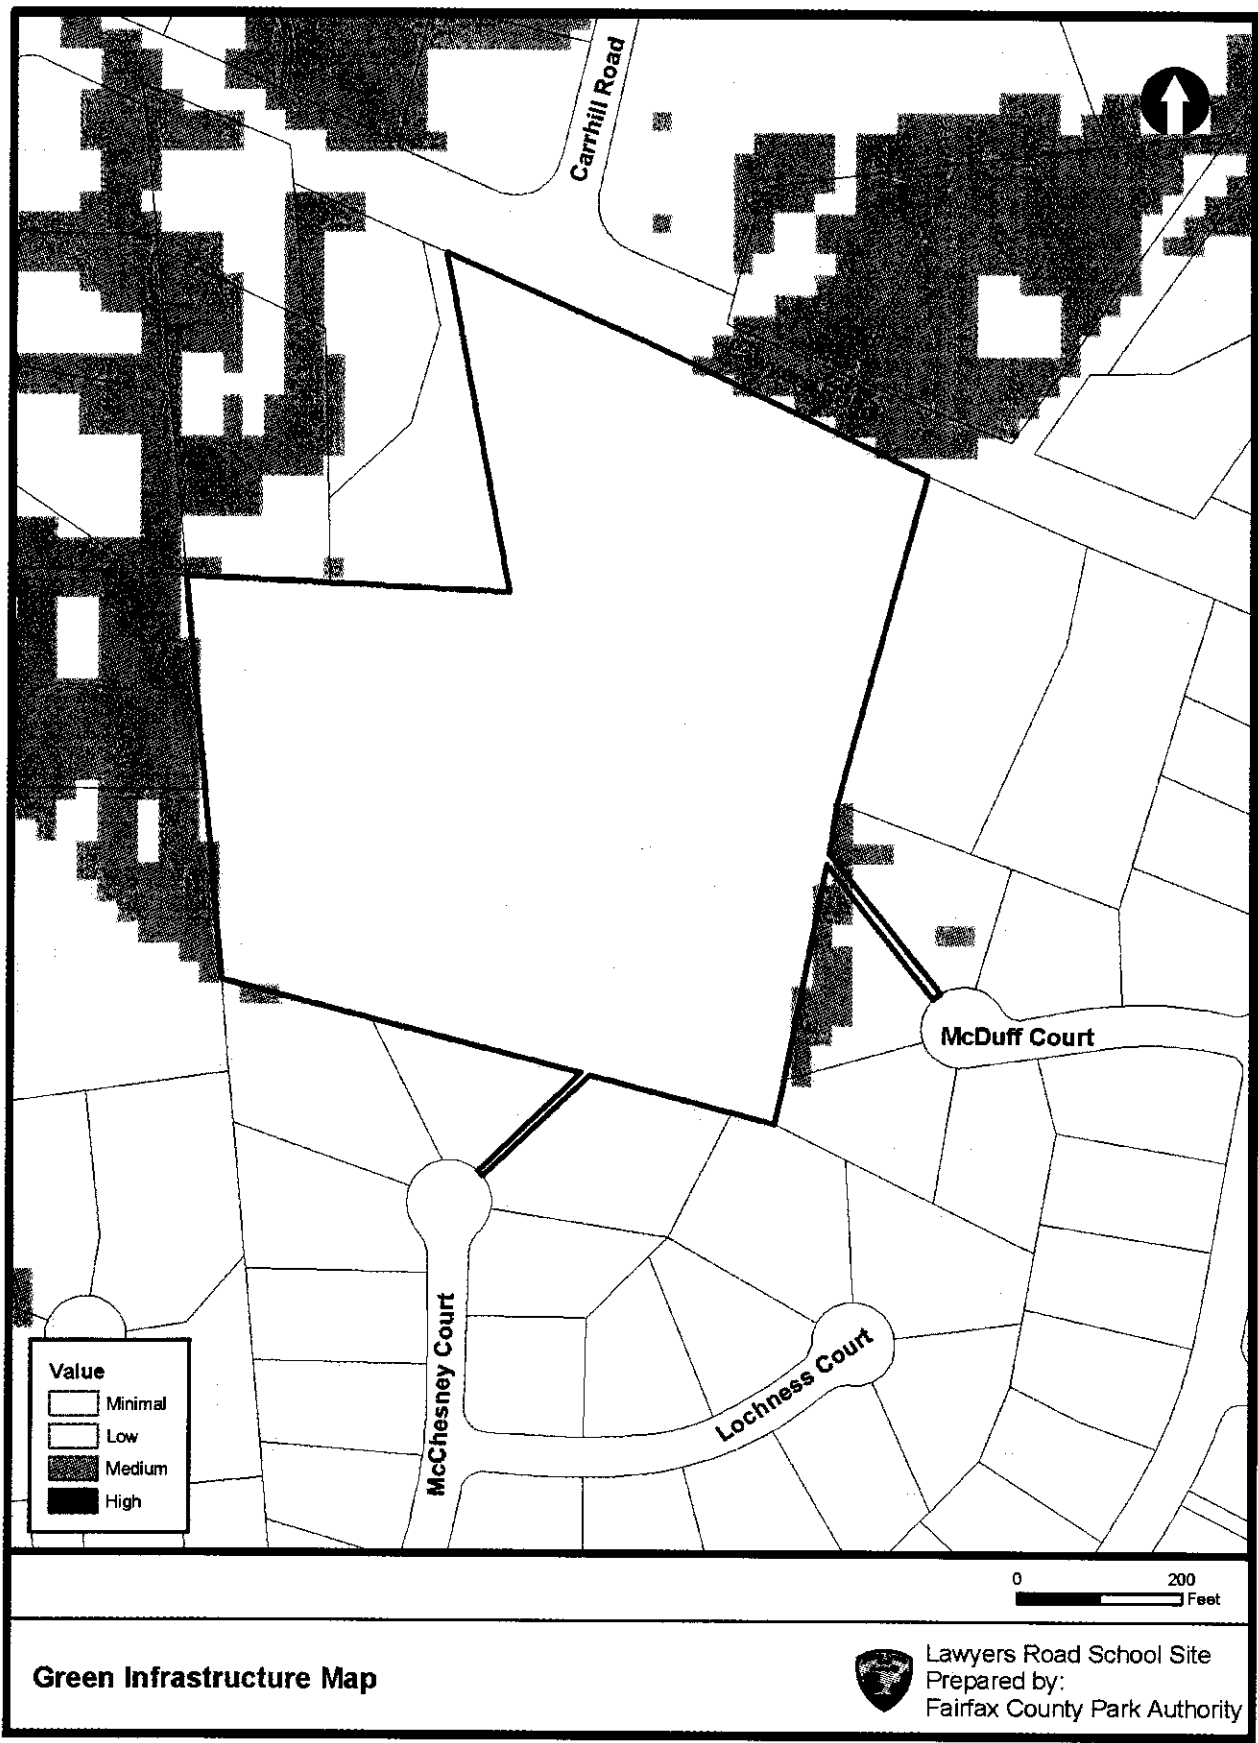 Carrhill Road
McDuff Court
McChesney Court
Lochness Court
Value
Minimal
Low
Medium
High
0 200
Feet
Green Infrastructure Map
Lawyers Road School Site
Prepared by:
Fairfax County Park Authority